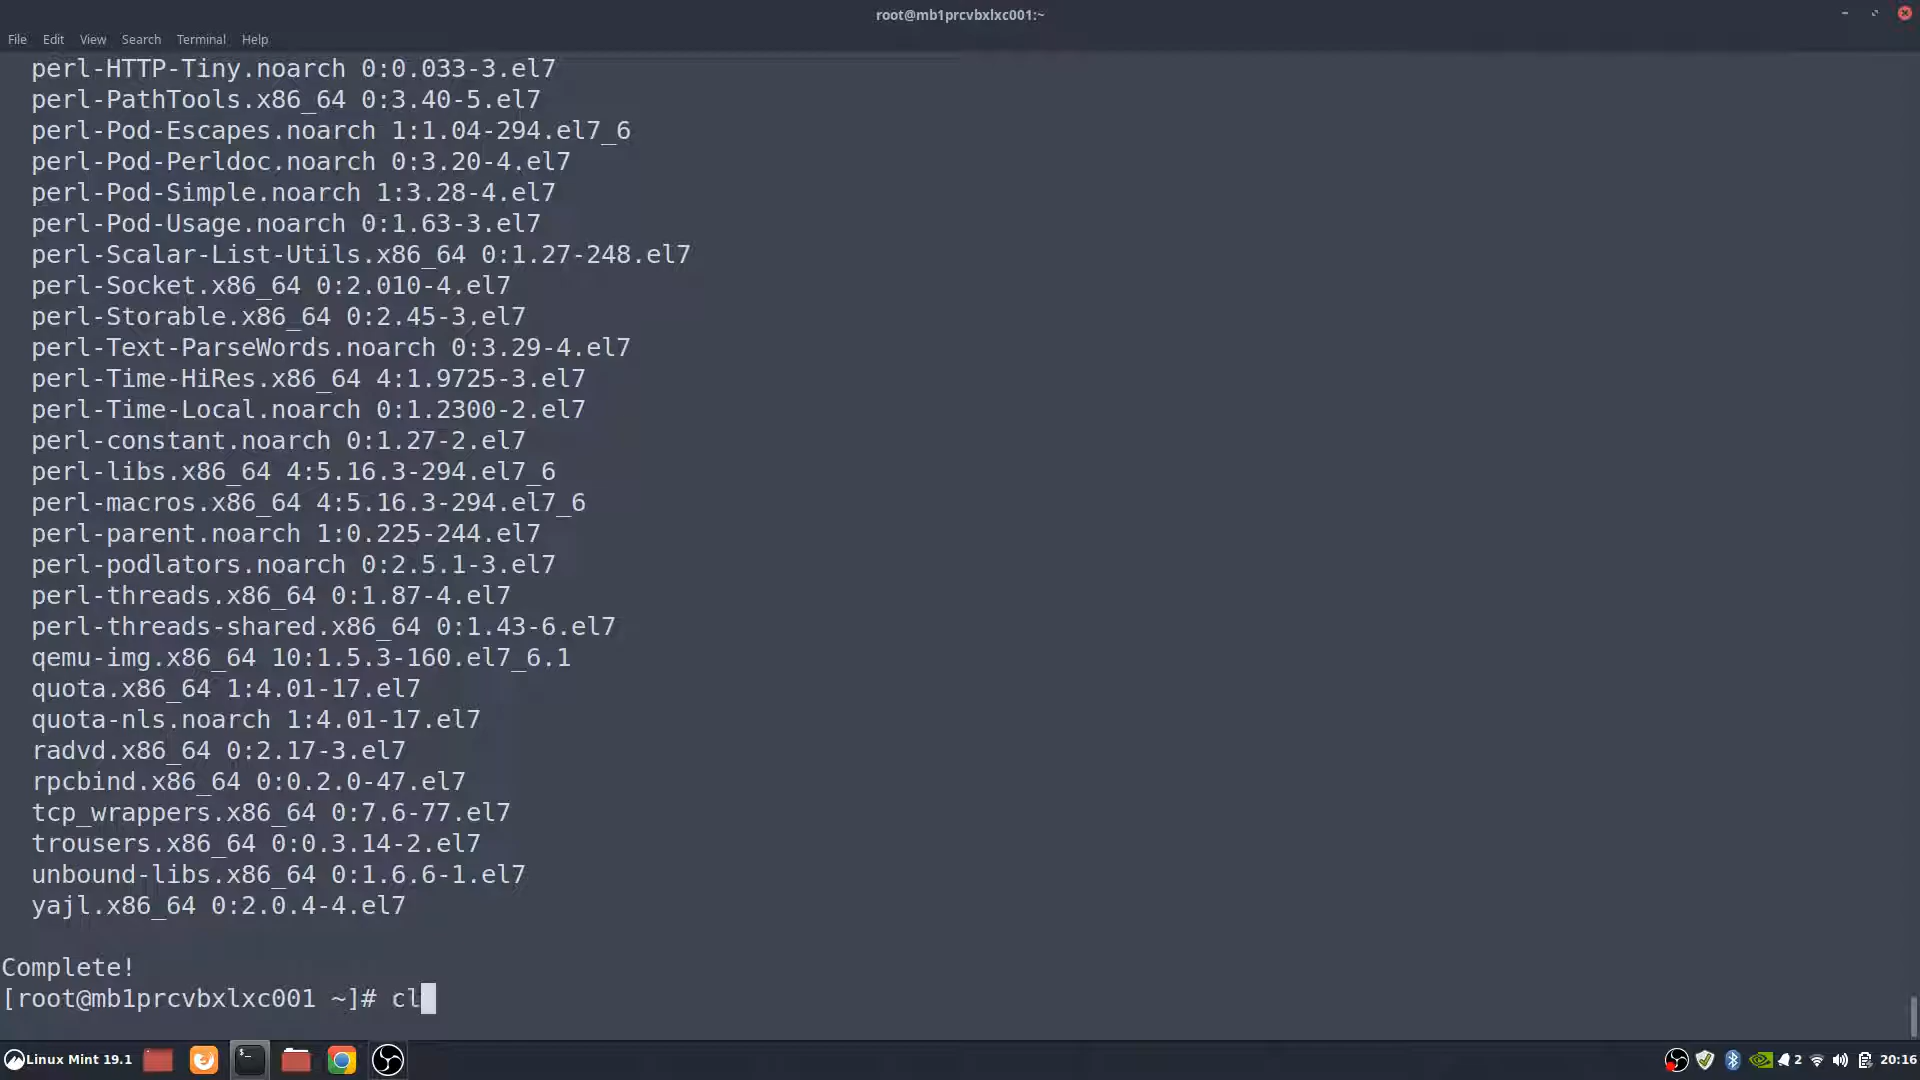 root@mb1prcvbxlxc001:~
File Edit View Search Terminal Help
perl-HTTP-Tiny.noarch 0:0.033-3.el7
perl-PathTools.x86_64 0:3.40-5.el7
perl-Pod-Escapes.noarch 1:1.04-294.el7_6
perl-Pod-Perldoc.noarch 0:3.20-4.el7
perl-Pod-Simple.noarch 1:3.28-4.el7
perl-Pod-Usage.noarch 0:1.63-3.el7
perl-Scalar-List-Utils.x86_64 0:1.27-248.el7
perl-Socket.x86_64 0:2.010-4.el7
perl-Storable.x86_64 0:2.45-3.el7
perl-Text-ParseWords.noarch 0:3.29-4.el7
perl-Time-HiRes.x86_64 4:1.9725-3.el7
perl-Time-Local.noarch 0:1.2300-2.el7
perl-constant.noarch 0:1.27-2.el7
perl-libs.x86_64 4:5.16.3-294.el7_6
perl-macros.x86_64 4:5.16.3-294.el7_6
perl-parent.noarch 1:0.225-244.el7
perl-podlators.noarch 0:2.5.1-3.el7
perl-threads.x86_64 0:1.87-4.el7
perl-threads-shared.x86_64 0:1.43-6.el7
qemu-img.x86_64 10:1.5.3-160.el7_6.1
quota.x86_64 1:4.01-17.el7
quota-nls.noarch 1:4.01-17.el7
radvd.x86_64 0:2.17-3.el7
rpcbind.x86_64 0:0.2.0-47.el7
tcp_wrappers.x86_64 0:7.6-77.el7
trousers.x86_64 0:0.3.14-2.el7
unbound-libs.x86_64 0:1.6.6-1.el7
yajl.x86_64 0:2.0.4-4.el7
Complete!
[root@mb1prcvbxlxc001 ~]# cl
Linux Mint 19.1 2 20:16